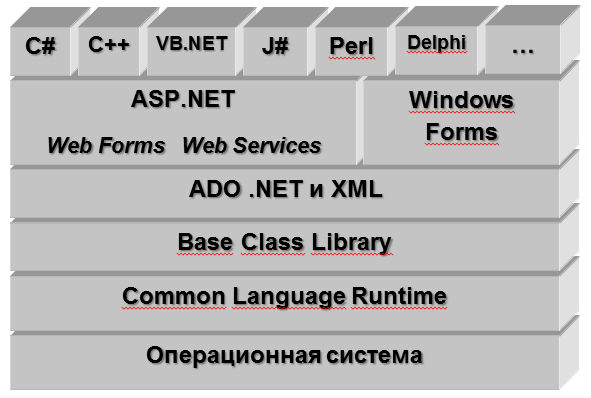 C# C++ VB.NET J# Perl Delphi ...
ASP.NET
Web Forms Web Services
Windows
Forms
ADO .NET и XML
Base Class Library
Common Language Runtime
Операционная система